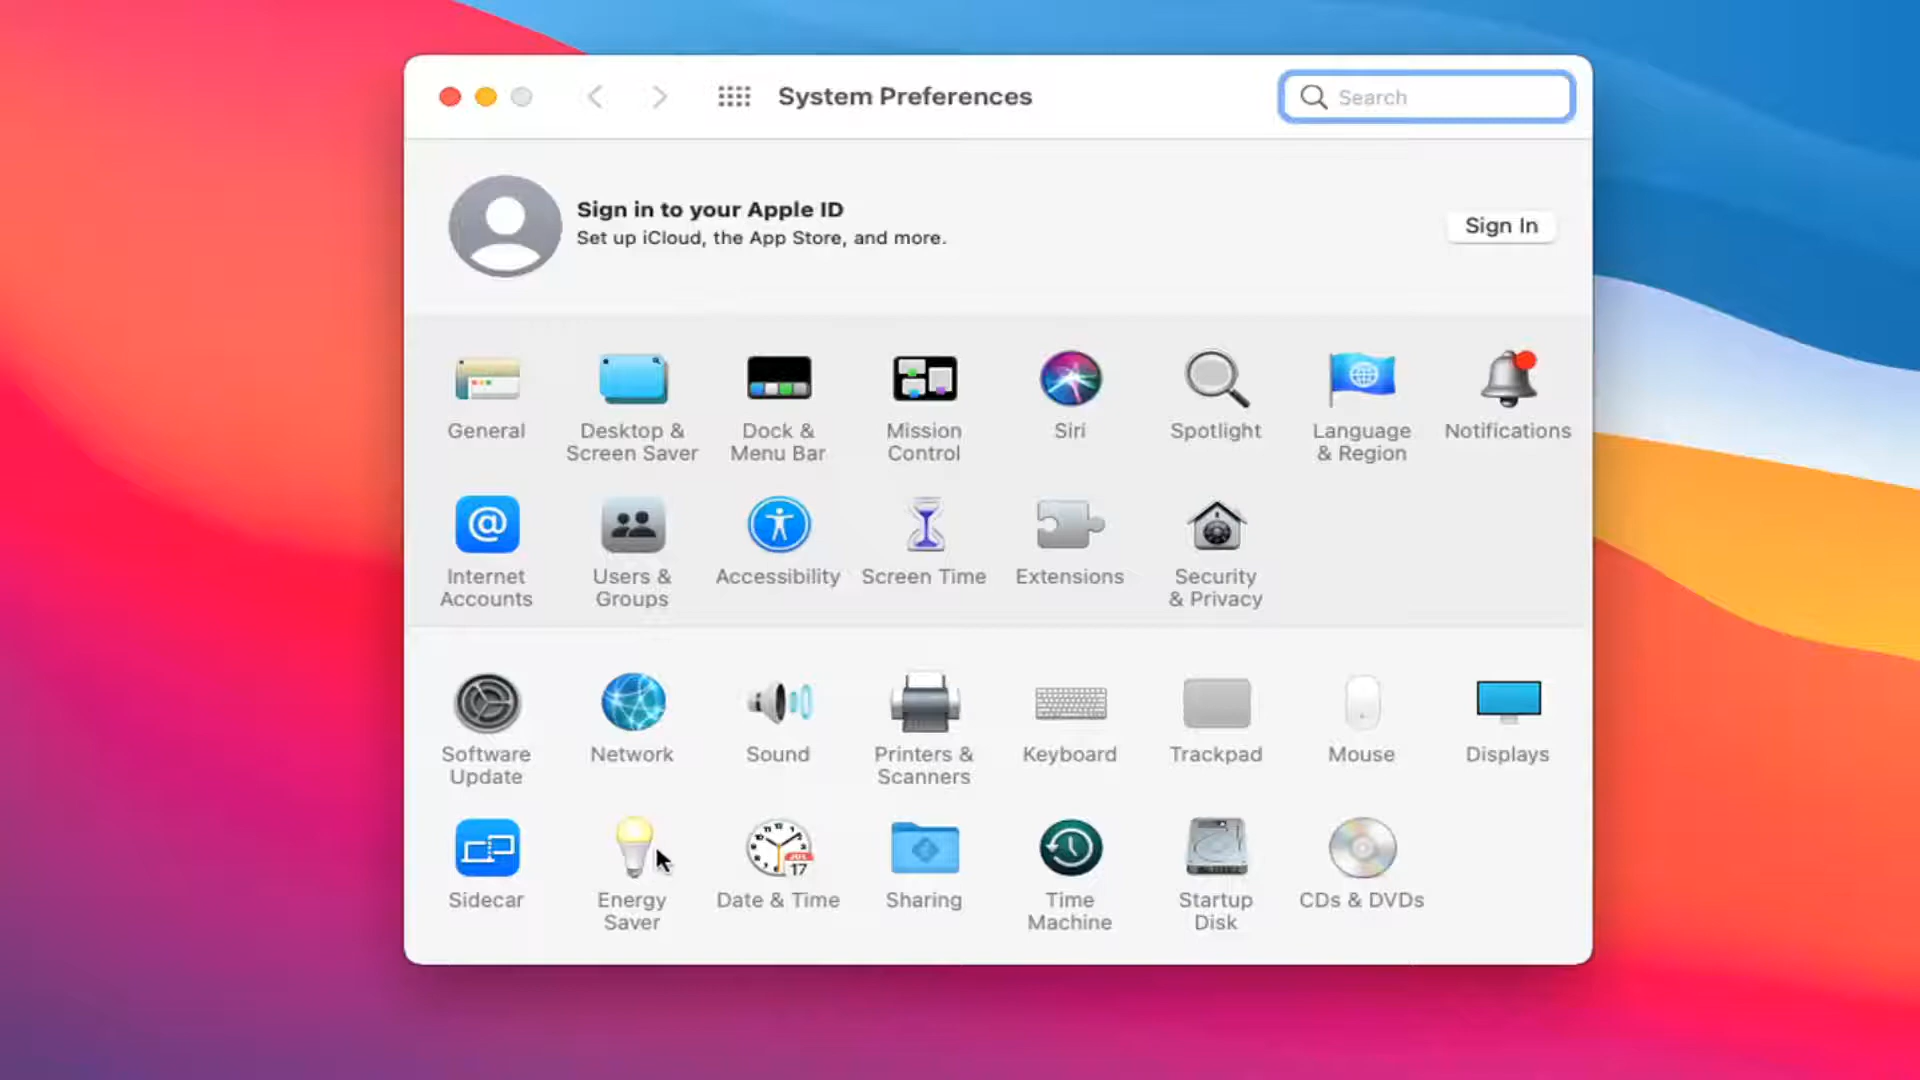 System Preferences
Search
Sign in to your Apple ID
Set up iCloud, the App Store, and more.
Sign In
General
Desktop &
Screen Saver
Dock &
Menu Bar
Mission
Control
Siri
Spotlight
Language
& Region
Notifications
Internet
Accounts
Users &
Groups
Accessibility
Screen Time
Extensions
Security
& Privacy
Software
Update
Network
Sound
Printers &
Scanners
Keyboard
Trackpad
Mouse
Displays
Sidecar
Energy
Saver
JUL
17
Date & Time
Sharing
Time
Machine
Startup
Disk
CDs & DVDs